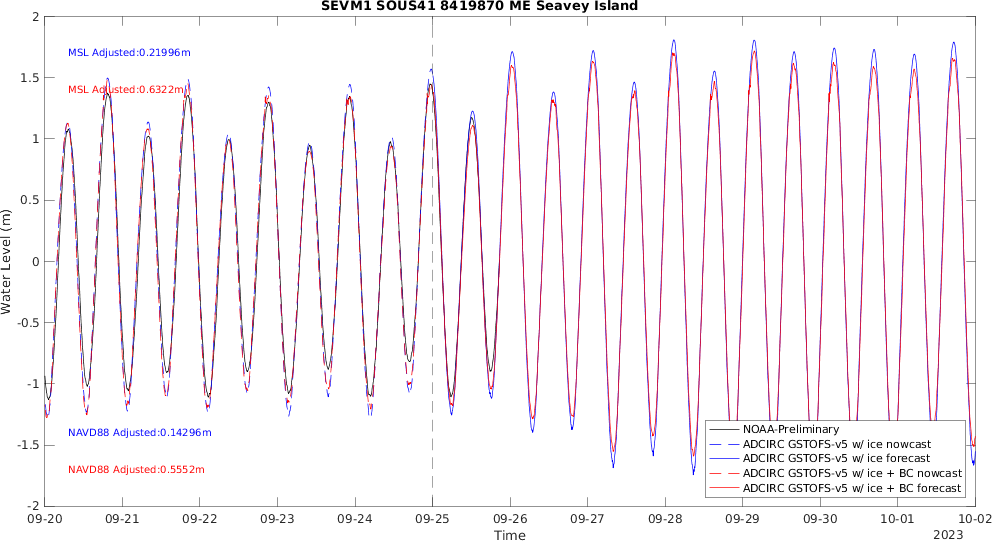 SEVM1 SOUS41 8419870 ME Seavey Island
2
1.5
1
0.5
0
-0.5
-1
-1.5
-2
Water Level (m)
MSL Adjusted:0.21996m
MSL Adjusted:0.6322m
NAVD88 Adjusted:0.14296m
NAVD88 Adjusted:0.5552m
NOAA-Preliminary
ADCIRC GSTOFS-v5 w/ ice nowcast
ADCIRC GSTOFS-v5 w/ ice forecast
ADCIRC GSTOFS-v5 w/ ice + BC nowcast
ADCIRC GSTOFS-v5 w/ ice + BC forecast
09-20 09-21 09-22 09-23 09-24 09-25 09-26 09-27 09-28 09-29 09-30 10-01 10-02
Time
2023